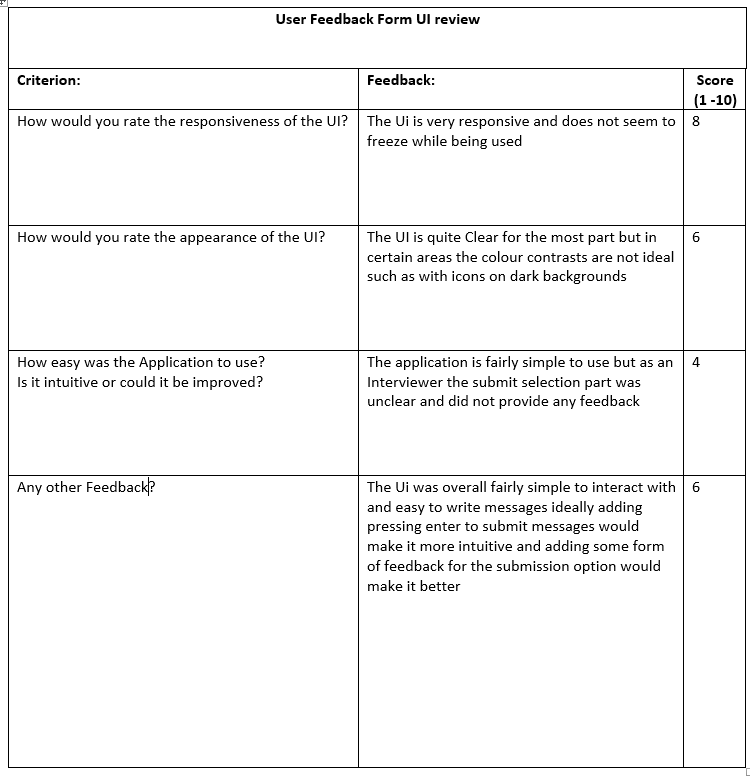 User Feedback Form UI review
Criterion:
Feedback:
Score
(1 -10)
How would you rate the responsiveness of the UI?
The Ui is very responsive and does not seem to
freeze while being used
8
How would you rate the appearance of the UI?
The UI is quite Clear for the most part but in
certain areas the colour contrasts are not ideal
such as with icons on dark backgrounds
6
How easy was the Application to use?
Is it intuitive or could it be improved?
The application is fairly simple to use but as an
Interviewer the submit selection part was
unclear and did not provide any feedback
4
Any other Feedback?
The Ui was overall fairly simple to interact with
and easy to write messages ideally adding
pressing enter to submit messages would
make it more intuitive and adding some form
of feedback for the submission option would
make it better
6